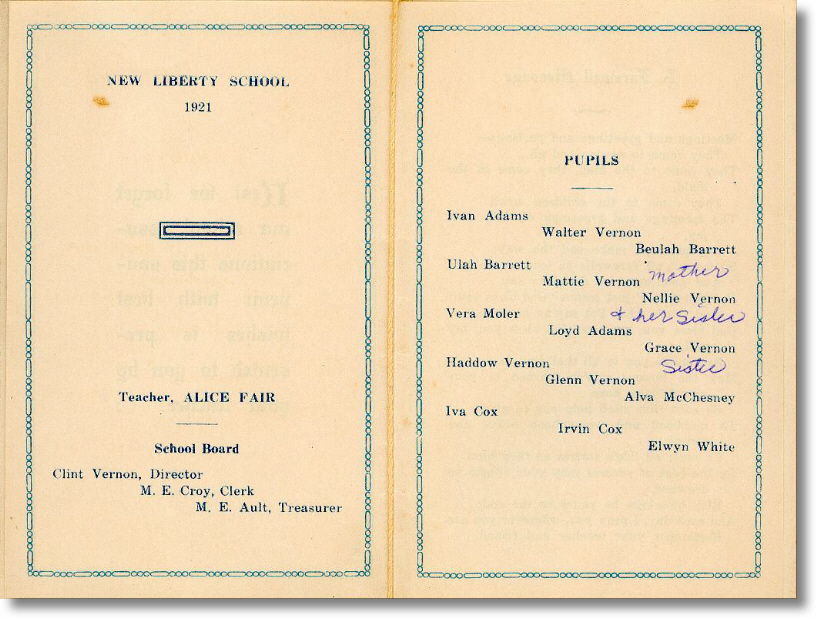 NEW LIBERTY SCHOOL
1921
Teacher, ALICE FAIR
School Board
Clint Vernon, Director
M. E. Croy, Clerk
M. E. Ault, Treasurer
PUPILS
Ivan Adams
Walter Vernon
Beulah Barrett
Ulah Barrett
Mattie Vernon mother
Nellie Vernon
Vera Moler + her Sister
Loyd Adams
Grace Vernon
Haddow Vernon Sister
Glenn Vernon
Alva McChesney
Iva Cox
Irvin Cox
Elwyn White